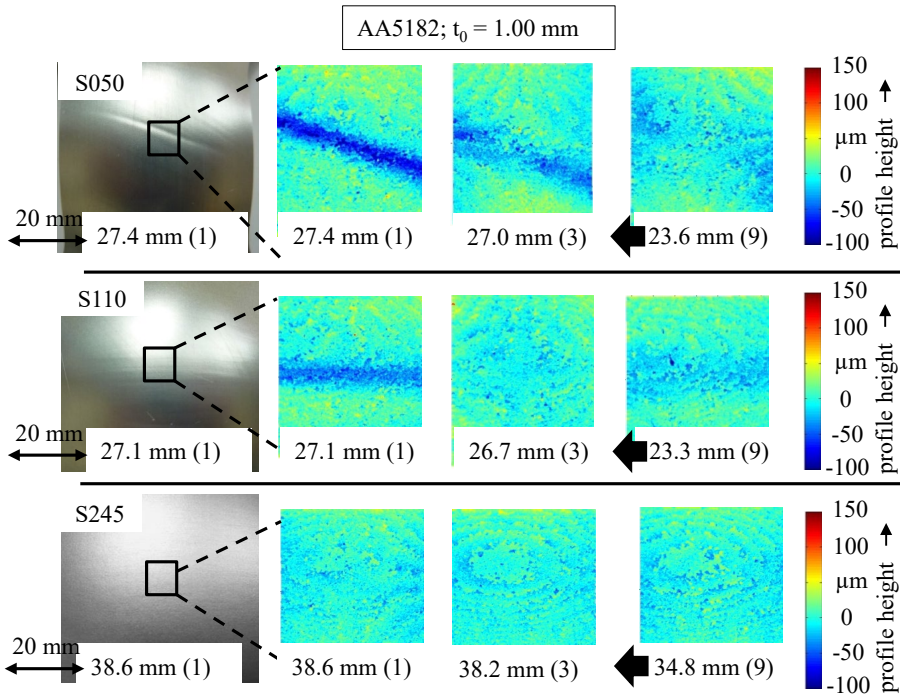 AA5182; t0 = 1.00 mm
S050
20 mm
27.4 mm (1)
27.4 mm (1)
27.0 mm (3)
23.6 mm (9)
150
100
µm
0
-50
-100
profile height
S110
20 mm
27.1 mm (1)
27.1 mm (1)
26.7 mm (3)
23.3 mm (9)
150
100
µm
0
-50
-100
profile height
S245
20 mm
38.6 mm (1)
38.6 mm (1)
38.2 mm (3)
34.8 mm (9)
150
100
µm
0
-50
-100
profile height